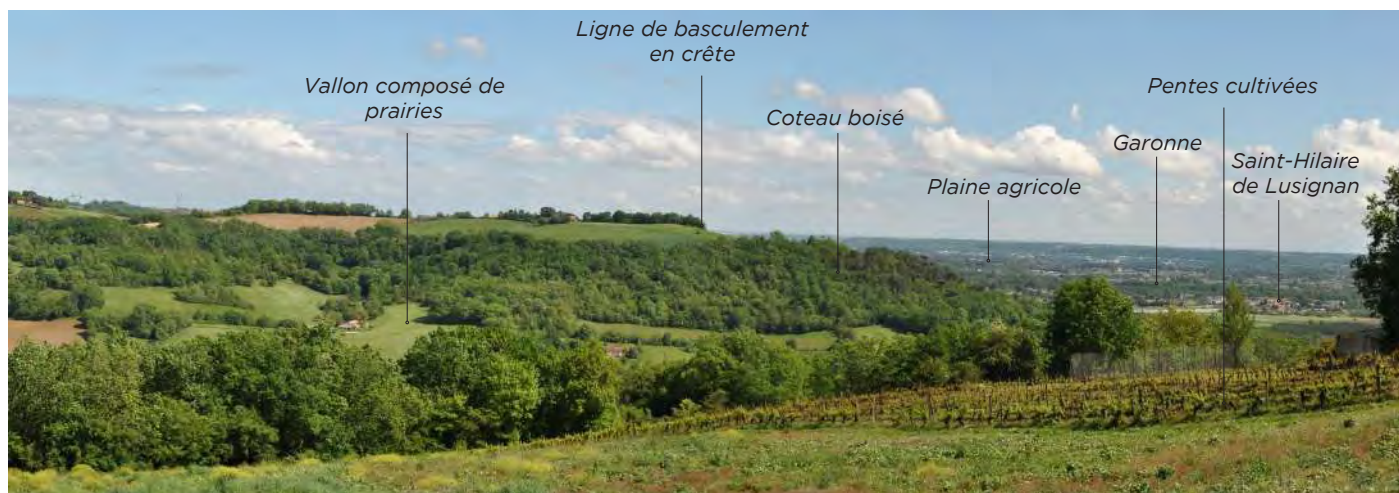 Ligne de basculement
en crête
Vallon composé de
prairies
Pentes cultivées
Coteau boisé
Garonne
Saint-Hilaire
de Lusignan
Plaine agricole